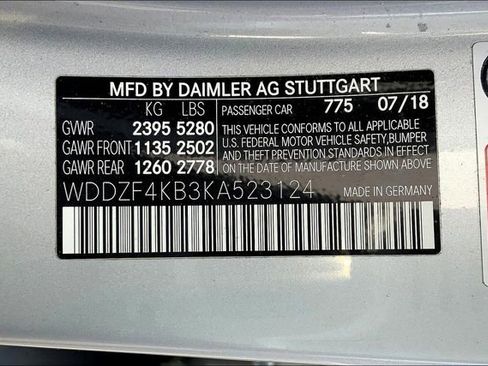 MFD BY DAIMLER AG STUTTGART
KG LBS
GVWR 2395 5280
GAWR FRONT 1135 2502
GAWR REAR 1260 2778
PASSENGER CAR 775 07/18
THIS VEHICLE CONFORMS TO ALL APPLICABLE
U.S. FEDERAL MOTOR VEHICLE SAFETY,BUMPER
AND THEFT PREVENTION STANDARDS IN EFFECT
ON THE DATE OF MANUFACTURE SHOWN ABOVE.
WDDZF4KB3KA523124 MADE IN GERMANY